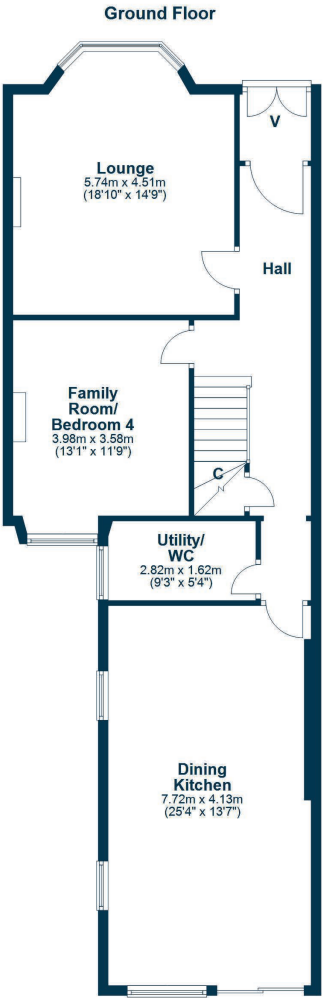 Ground Floor
V
Lounge
5.74m x 4.51m
(18'10" x 14'9")
Hall
Family
Room/
Bedroom 4
3.98m x 3.58m
(13'1" x 11'9")
C
Utility/
WC
2.82m x 1.62m
(9'3" x 5'4")
Dining
Kitchen
7.72m x 4.13m
(25'4" x 13'7")